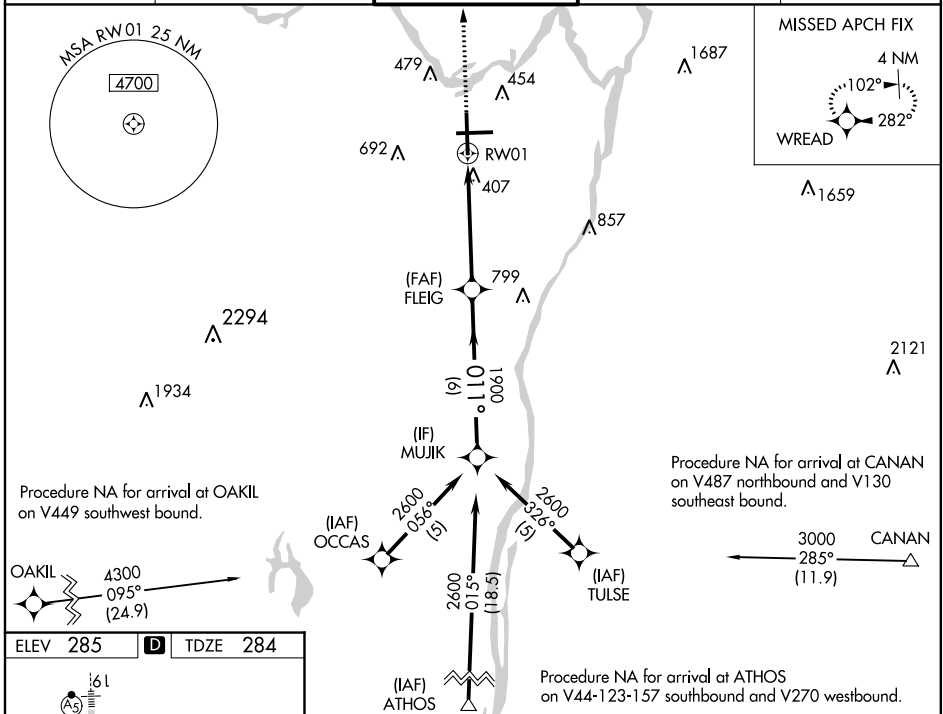 MSA RW 01 25 NM
4700
MISSED APCH FIX
4 NM
102°
282°
WREAD
479
454
1687
692
RW01
407
1659
857
(FAF)
FLEIG
799
2294
2121
1934
1900
011°
(6)
(IF)
MUJIK
Procedure NA for arrival at OAKIL
on V449 southwest bound.
Procedure NA for arrival at CANAN
on V487 northbound and V130
southeast bound.
2600
056°
(5)
(IAF)
OCCAS
2600
326°
(5)
(IAF)
TULSE
3000
285°
(11.9)
CANAN
OAKIL
4300
095°
(24.9)
2600
015°
(18.5)
ELEV 285
D
TDZE 284
19
A5
(IAF)
ATHOS
Procedure NA for arrival at ATHOS
on V44-123-157 southbound and V270 westbound.